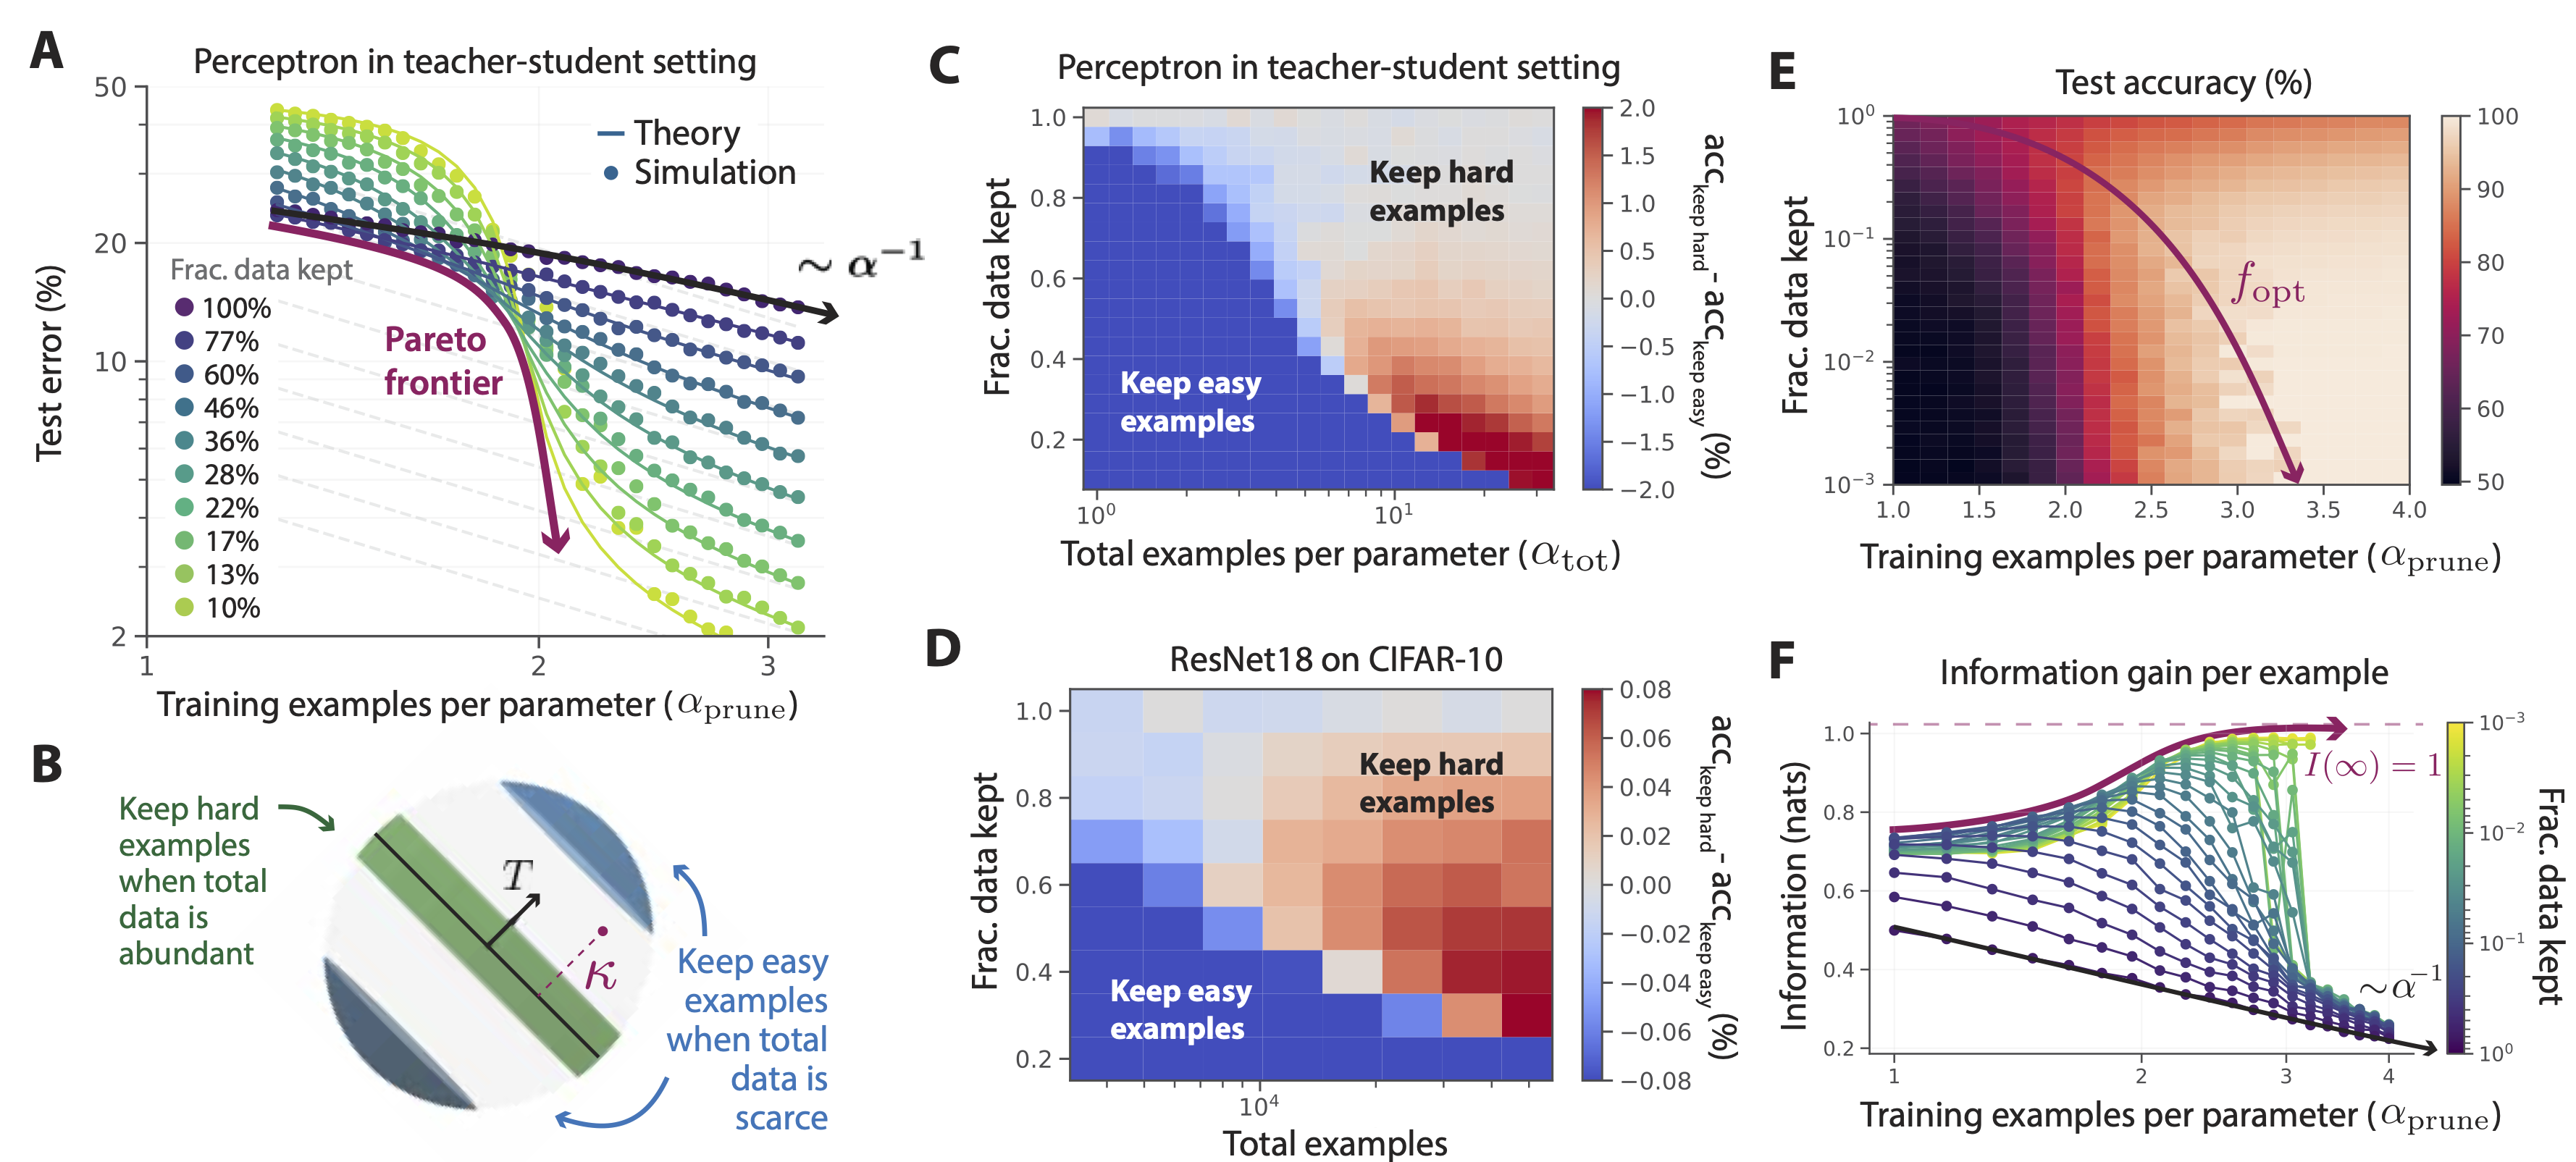 A
Perceptron in teacher-student setting
50
20
10
2
1
2
3
Test error (%)
Training examples per parameter (αprune)
Theory
Simulation
∼ α⁻¹
Frac. data kept
100%
77%
60%
46%
36%
28%
22%
17%
13%
10%
Pareto
frontier
B
Keep hard
examples
when total
data is
abundant
T
κ
Keep easy
examples
when total
data is
scarce
C
Perceptron in teacher-student setting
1.0
0.8
0.6
0.4
0.2
Frac. data kept
10⁰
10¹
Total examples per parameter (αtot)
Keep hard
examples
Keep easy
examples
2.0
1.5
1.0
0.5
0.0
−0.5
−1.0
−1.5
−2.0
acc keep hard - acc keep easy (%)
D
ResNet18 on CIFAR-10
1.0
0.8
0.6
0.4
0.2
Frac. data kept
10⁴
Total examples
Keep hard
examples
Keep easy
examples
0.08
0.06
0.04
0.02
0.00
−0.02
−0.04
−0.06
−0.08
acc keep hard - acc keep easy (%)
E
Test accuracy (%)
10⁰
10⁻¹
10⁻²
10⁻³
Frac. data kept
1.0
1.5
2.0
2.5
3.0
3.5
4.0
Training examples per parameter (αprune)
fopt
100
90
80
70
60
50
F
Information gain per example
1.0
0.8
0.6
0.4
0.2
Information (nats)
1
2
3
4
Training examples per parameter (αprune)
I(∞) = 1
∼α⁻¹
10⁻³
10⁻²
10⁻¹
10⁰
Frac. data kept